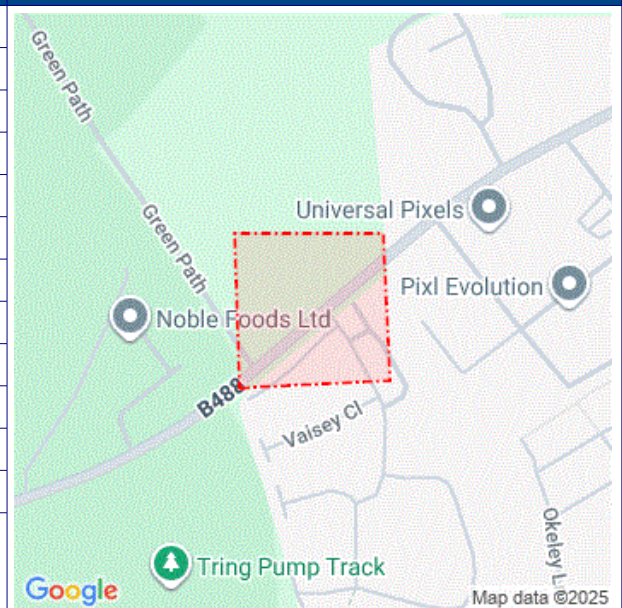 Green Path
Green Path
Universal Pixels
Pixl Evolution
Noble Foods Ltd
B488
Vaisey Cl
Okeley L
Tring Pump Track
Google
Map data ©2025